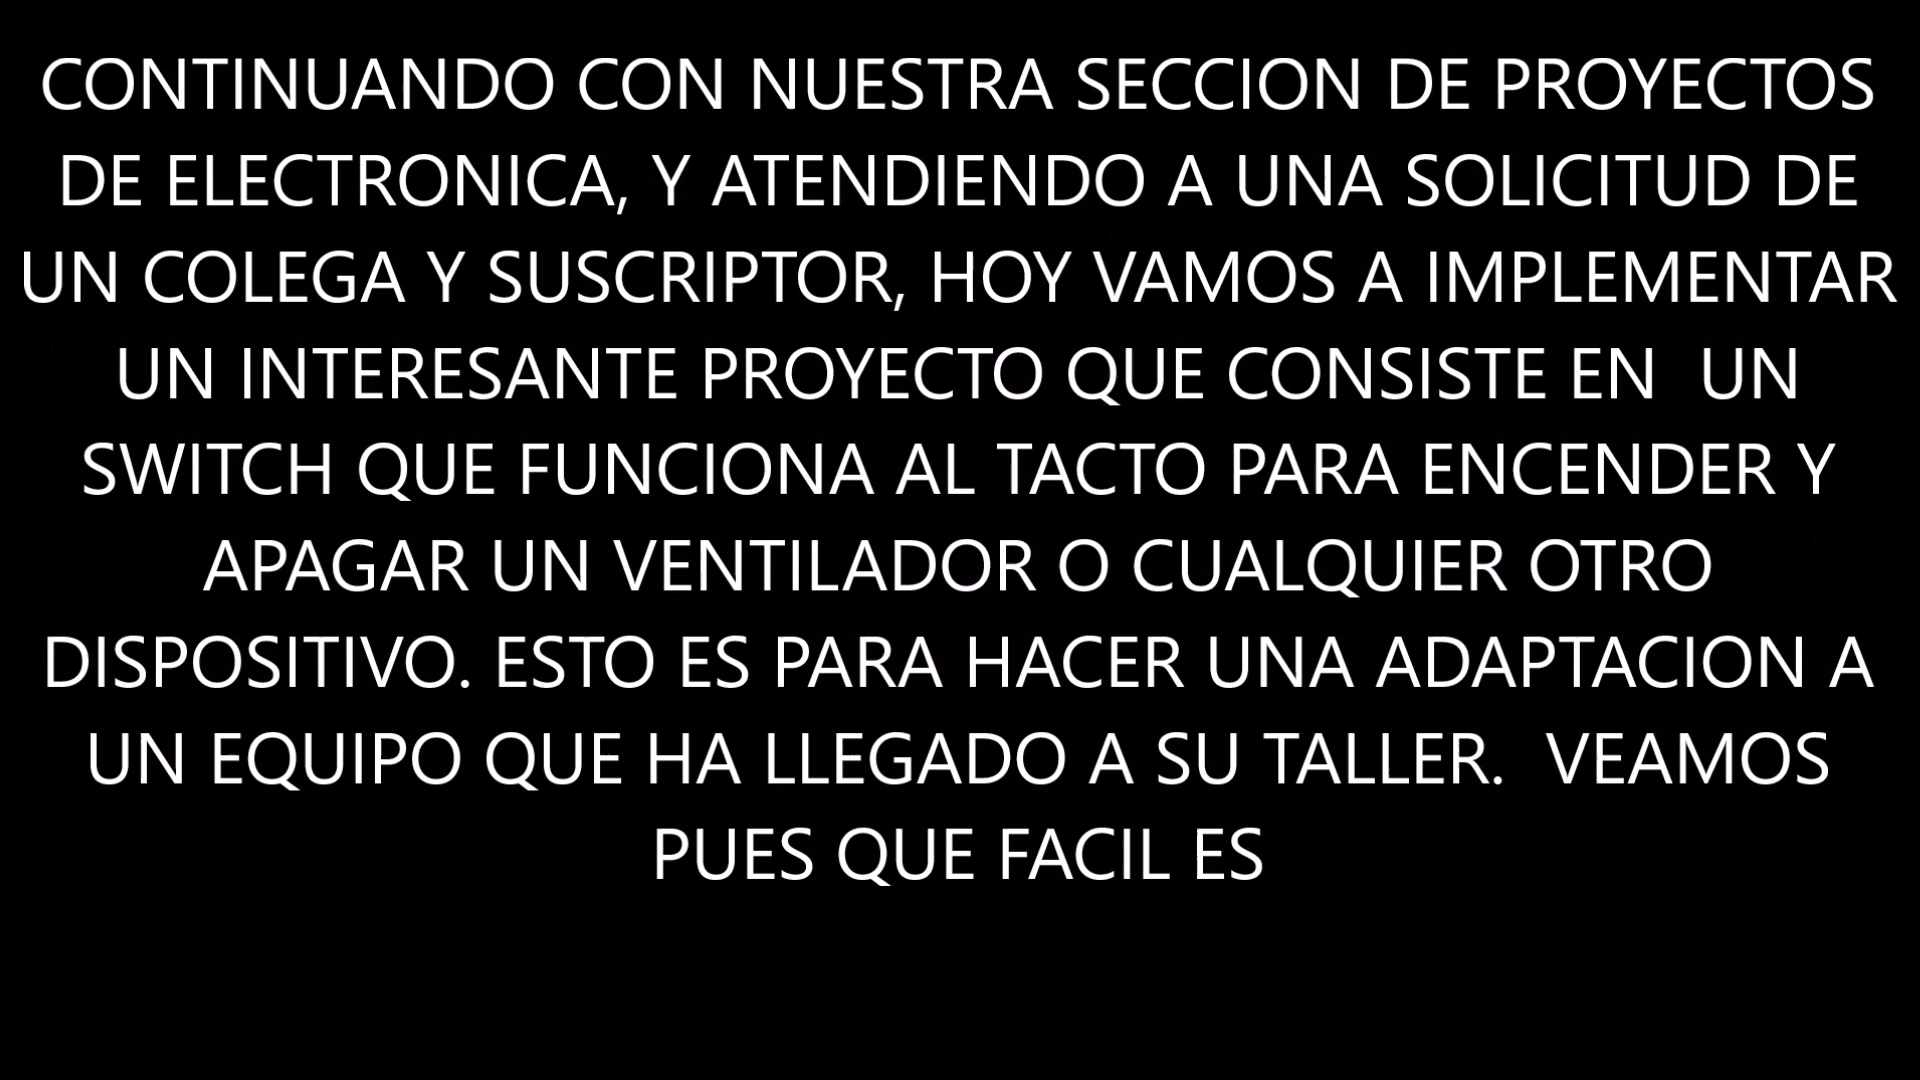 CONTINUANDO CON NUESTRA SECCION DE PROYECTOS
DE ELECTRONICA, Y ATENDIENDO A UNA SOLICITUD DE
UN COLEGA Y SUSCRIPTOR, HOY VAMOS A IMPLEMENTAR
UN INTERESANTE PROYECTO QUE CONSISTE EN  UN
SWITCH QUE FUNCIONA AL TACTO PARA ENCENDER Y
APAGAR UN VENTILADOR O CUALQUIER OTRO
DISPOSITIVO. ESTO ES PARA HACER UNA ADAPTACION A
UN EQUIPO QUE HA LLEGADO A SU TALLER.  VEAMOS
PUES QUE FACIL ES